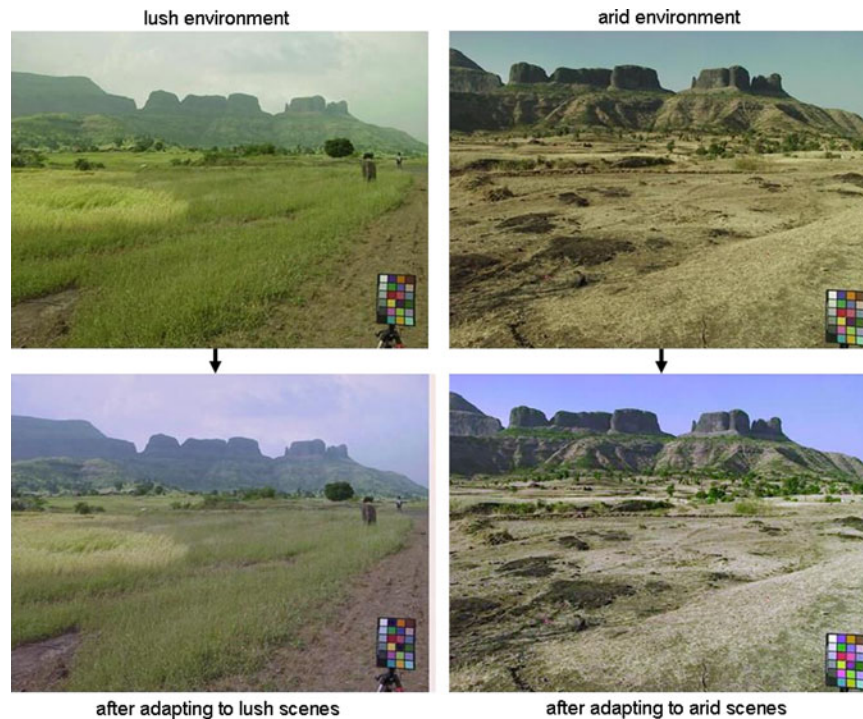 lush environment
arid environment
after adapting to lush scenes
after adapting to arid scenes